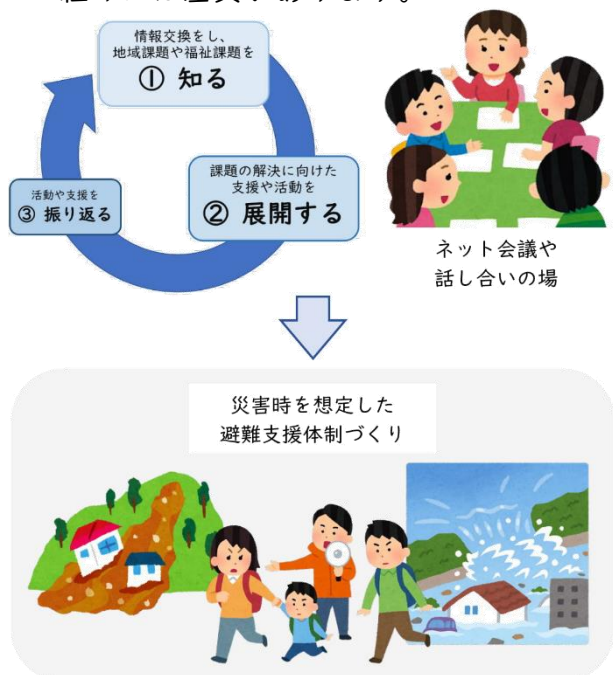 情報交換をし、
地域課題や福祉課題を
① 知る
課題の解決に向けた
支援や活動を
② 展開する
活動や支援を
③ 振り返る
ネット会議や
話し合いの場
災害時を想定した
避難支援体制づくり